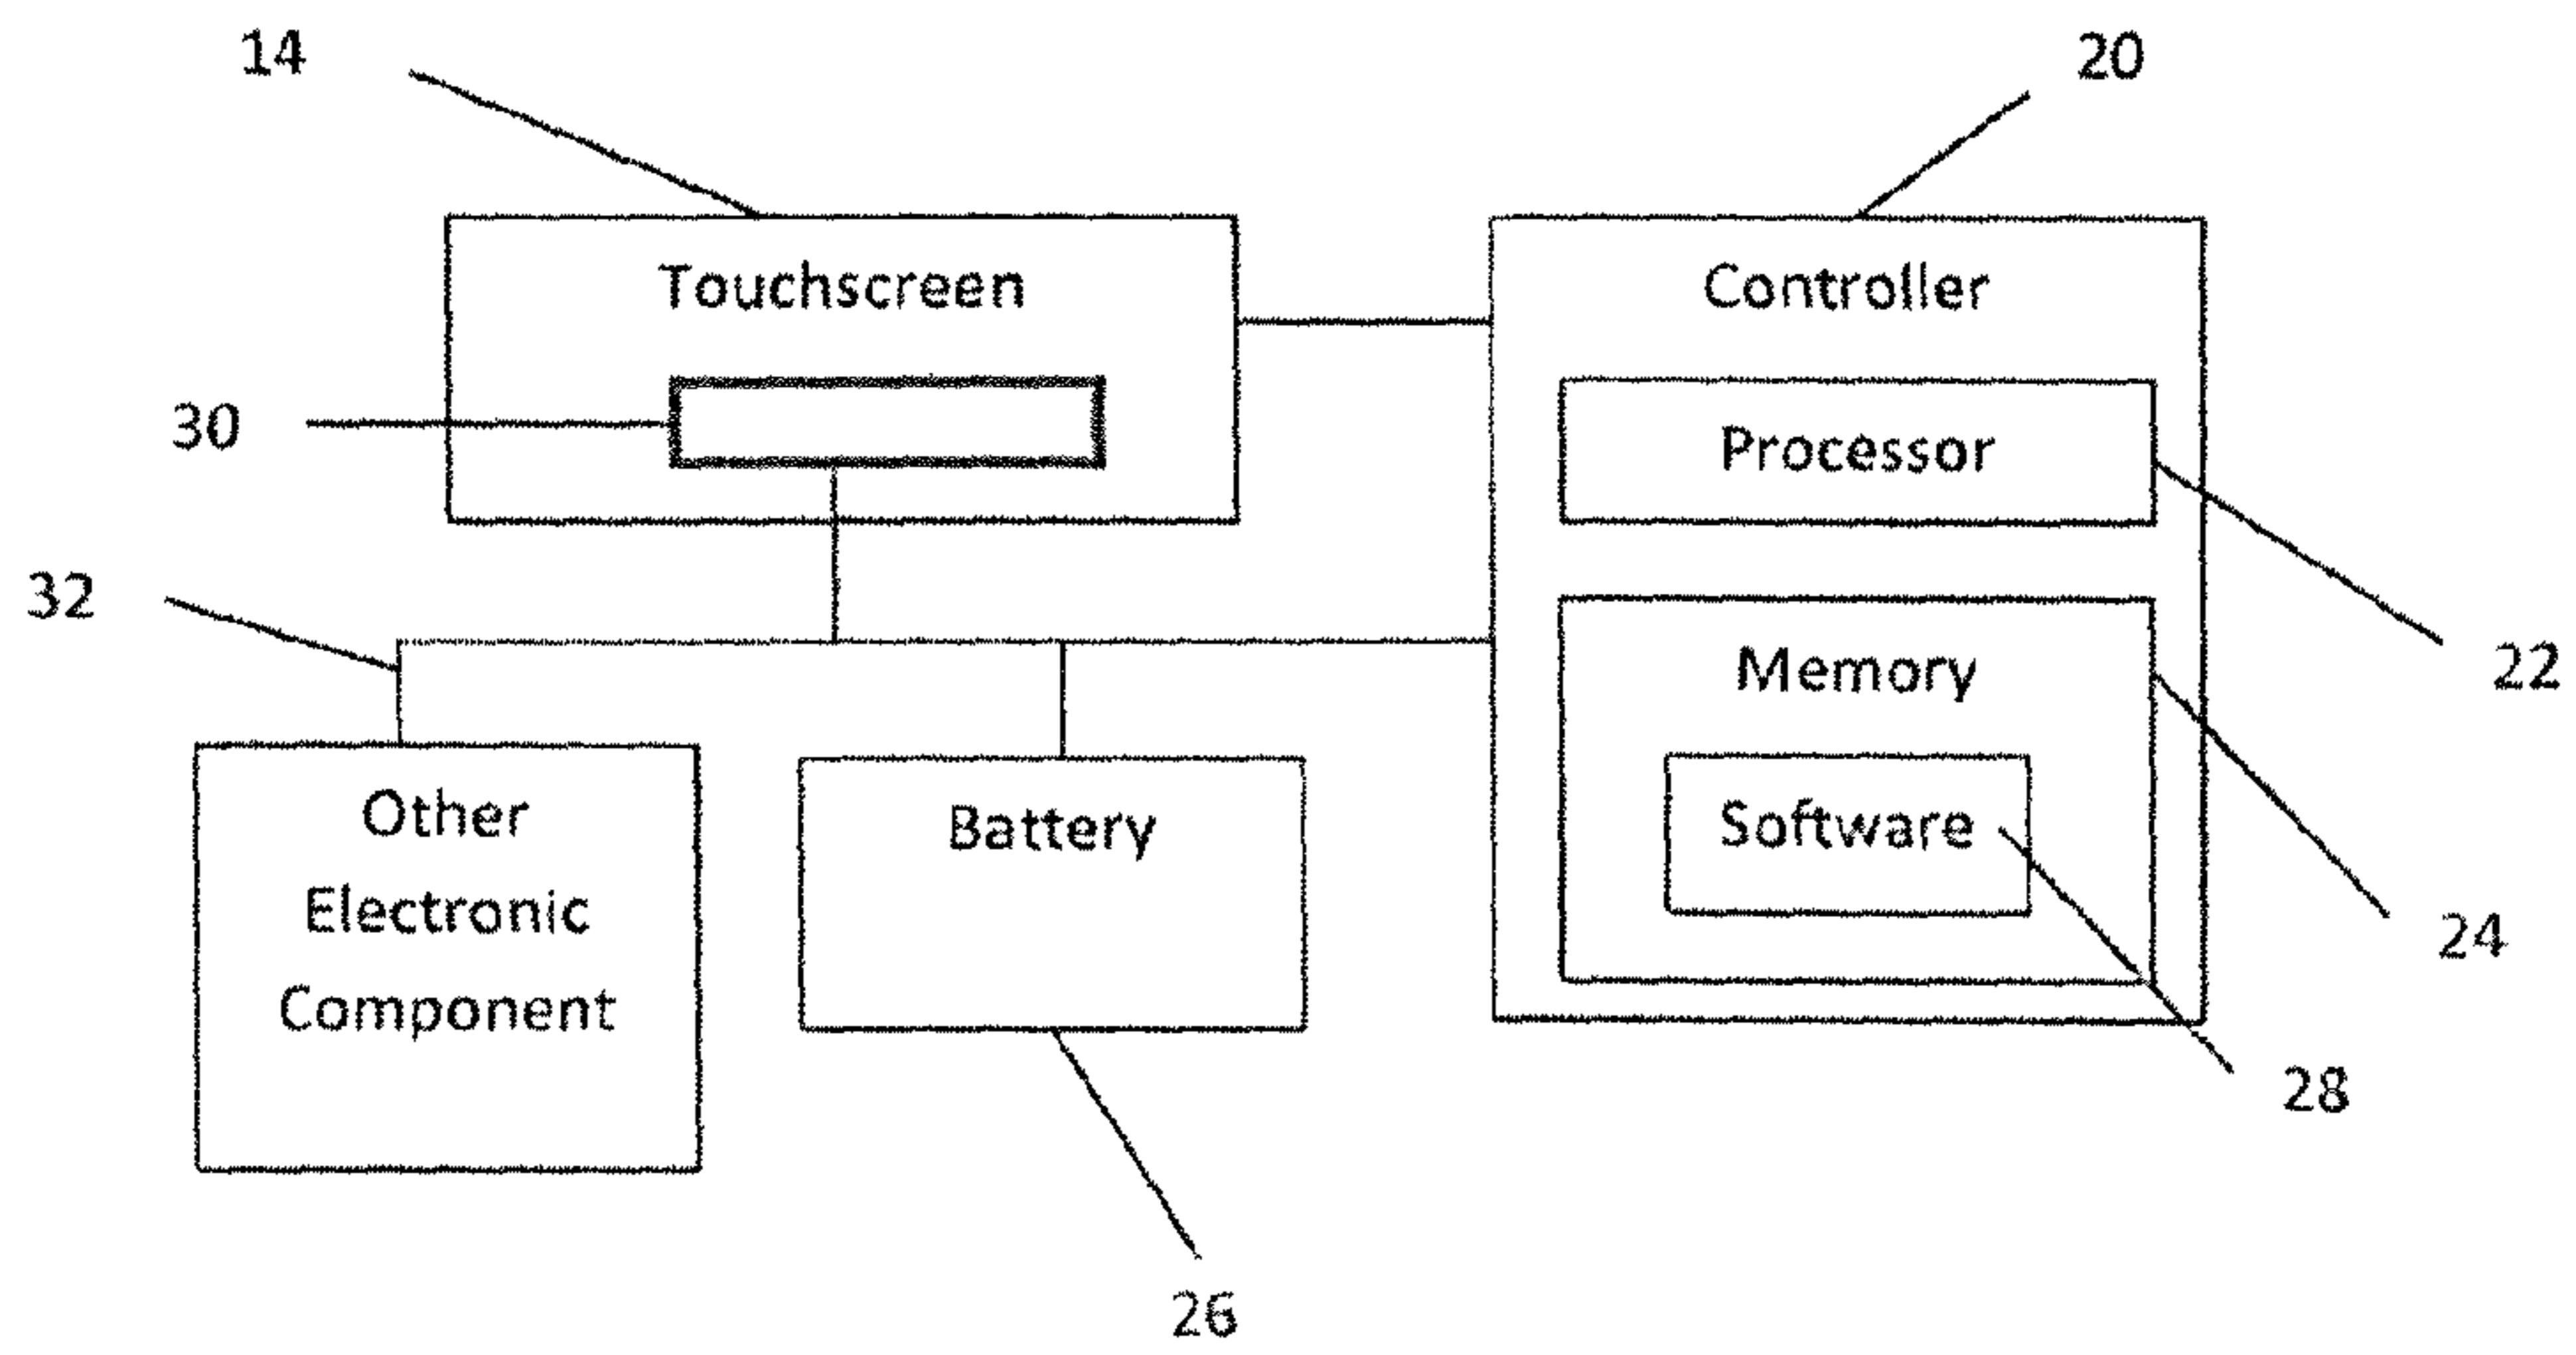 14
20
Touchscreen
Controller
30
Processor
32
22
Memory
Other
Electronic
Component
Battery
Software
24
28
26